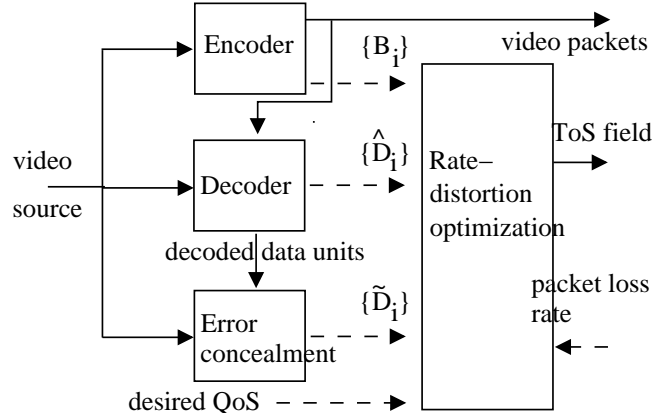 Encoder
{B_i}
video packets
{D̂_i}
ToS field
video
source
Decoder
Rate–
distortion
optimization
decoded data units
{D̃_i}
packet loss
rate
Error
concealment
desired QoS